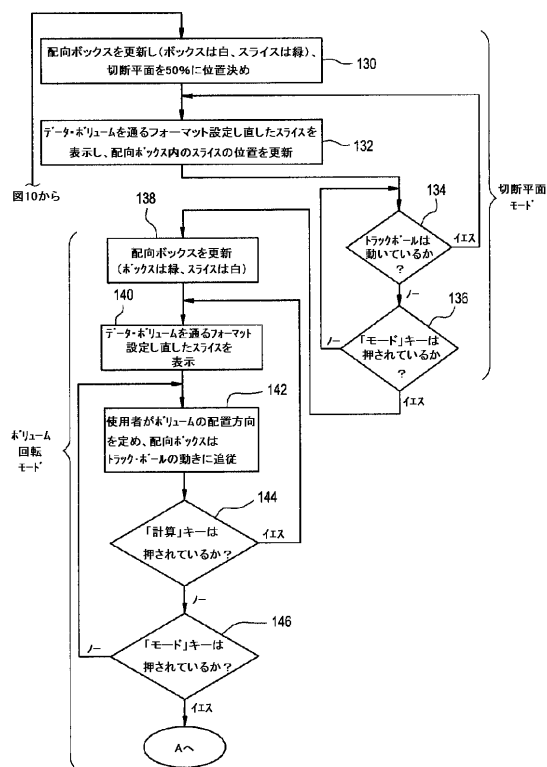 配向ボックスを更新し(ボックスは白、スライスは緑)、
切断平面を50%に位置決め
130
データ・ボリュームを通るフォーマット設定し直したスライスを
表示し、配向ボックス内のスライスの位置を更新
132
図10から
切断平面
モード
134
トラックボールは
動いているか
?
イエス
ノー
136
「モード」キーは
押されているか
?
ノー
イエス
138
配向ボックスを更新
(ボックスは緑、スライスは白)
140
データ・ボリュームを通るフォーマット
設定し直したスライスを
表示
142
使用者がボリュームの配置方向
を定め、配向ボックスは
トラック・ボールの動きに追従
ボリューム
回転
モード
144
「計算」キーは
押されているか?
イエス
ノー
146
「モード」キーは
押されているか?
ノー
イエス
Aへ